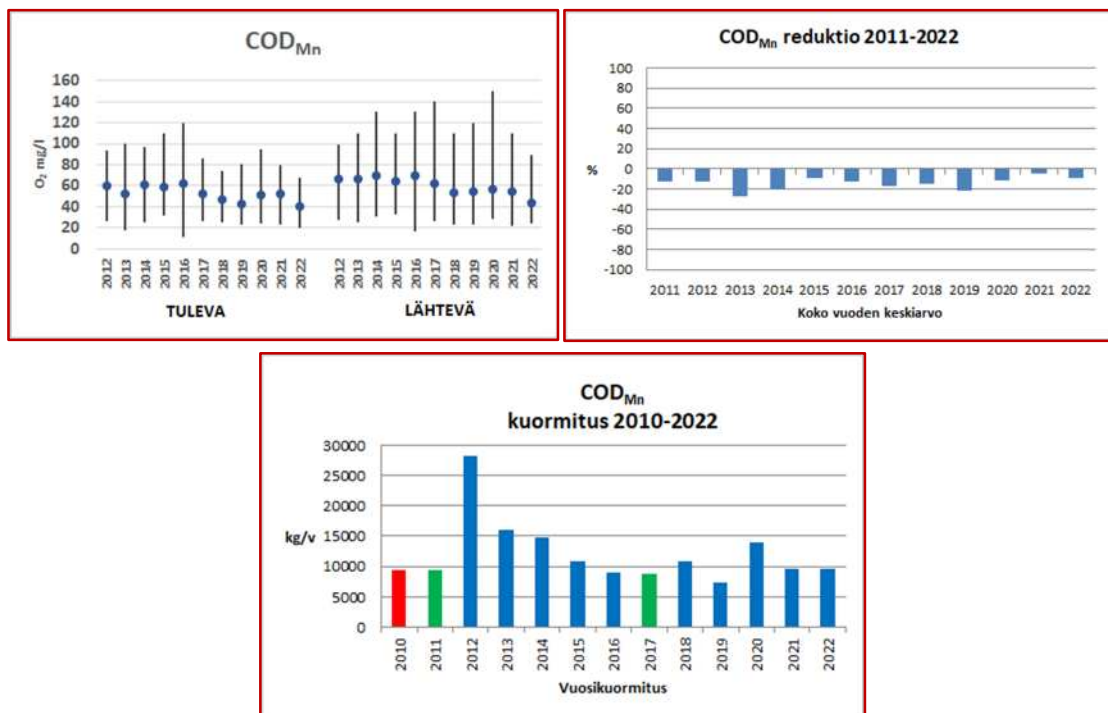 COD_Mn
160
140
120
100
80
60
40
20
0
O₂ mg/l
2012 2013 2014 2015 2016 2017 2018 2019 2020 2021 2022 2012 2013 2014 2015 2016 2017 2018 2019 2020 2021 2022
TULEVA LÄHTEVÄ
COD_Mn reduktio 2011-2022
100
80
60
40
20
0
-20
-40
-60
-80
-100
%
2011 2012 2013 2014 2015 2016 2017 2018 2019 2020 2021 2022
Koko vuoden keskiarvo
COD_Mn
kuormitus 2010-2022
30000
25000
20000
15000
10000
5000
0
kg/v
2010 2011 2012 2013 2014 2015 2016 2017 2018 2019 2020 2021 2022
Vuosikuormitus